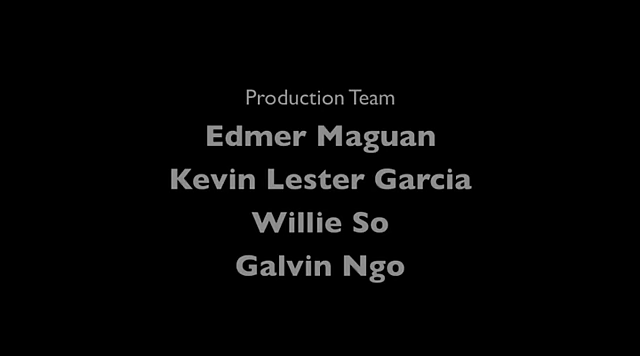 Production Team
Edmer Maguan
Kevin Lester Garcia
Willie So
Galvin Ngo